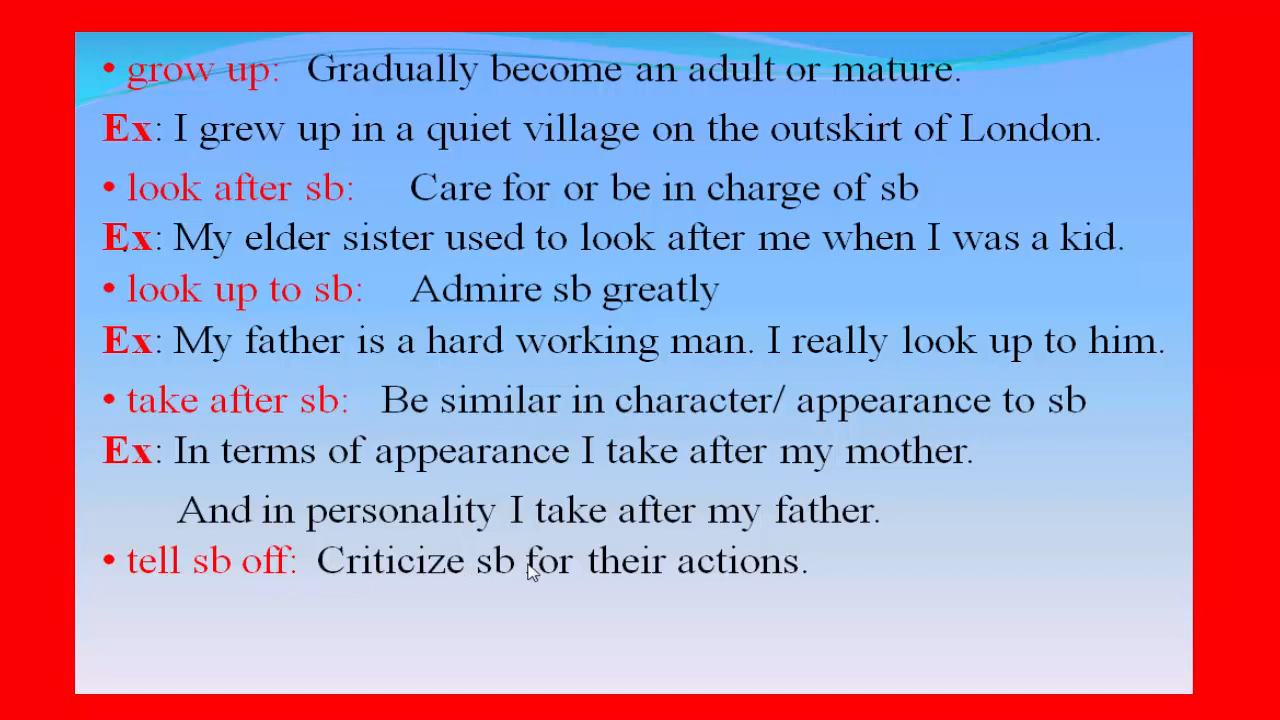 • grow up: Gradually become an adult or mature.
Ex: I grew up in a quiet village on the outskirt of London.
• look after sb: Care for or be in charge of sb
Ex: My elder sister used to look after me when I was a kid.
• look up to sb: Admire sb greatly
Ex: My father is a hard working man. I really look up to him.
• take after sb: Be similar in character/ appearance to sb
Ex: In terms of appearance I take after my mother.
And in personality I take after my father.
• tell sb off: Criticize sb for their actions.